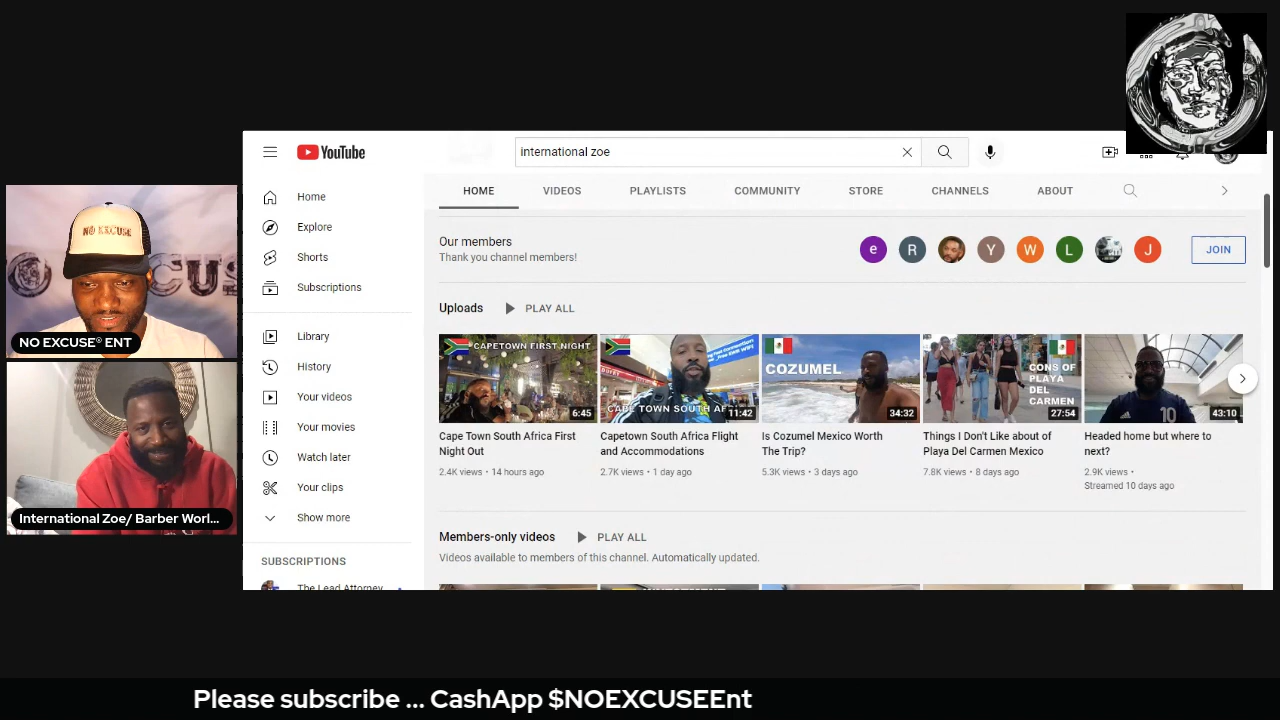 YouTube
international zoe
Home
Explore
Shorts
Subscriptions
Library
History
Your videos
Your movies
Watch later
Your clips
Show more
SUBSCRIPTIONS
The Lead Attorney
HOME VIDEOS PLAYLISTS COMMUNITY STORE CHANNELS ABOUT
Our members
Thank you channel members!
e R Y W L J
JOIN
Uploads PLAY ALL
CAPETOWN FIRST NIGHT
6:45
Cape Town South Africa First
Night Out
2.4K views • 14 hours ago
CAPE TOWN SOUTH AF
11:42
Capetown South Africa Flight
and Accommodations
2.7K views • 1 day ago
COZUMEL
34:32
Is Cozumel Mexico Worth
The Trip?
5.3K views • 3 days ago
CONS OF
PLAYA
DEL
CARMEN
27:54
Things I Don't Like about of
Playa Del Carmen Mexico
7.8K views • 8 days ago
10
43:10
Headed home but where to
next?
2.9K views •
Streamed 10 days ago
Members-only videos PLAY ALL
Videos available to members of this channel. Automatically updated.
NO EXCUSE
NO EXCUSE® ENT
International Zoe/ Barber Worl...
Please subscribe ... CashApp $NOEXCUSEEnt